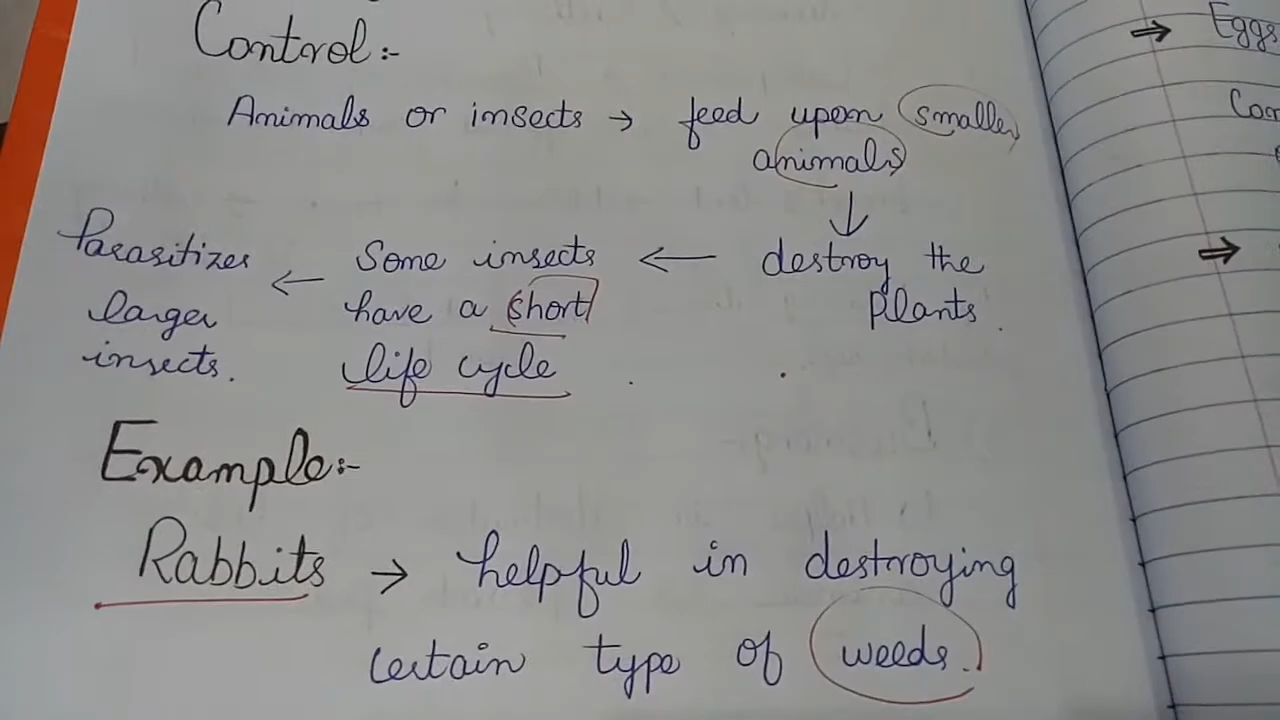 Control:-
Animals or insects → feed upon smaller
animals
↓
Parasitizes ← Some insects ← destroy the
larger have a short plants.
insects. life cycle
Example:-
Rabbits → helpful in destroying
certain type of weeds.
⇒ Eggs
⇒